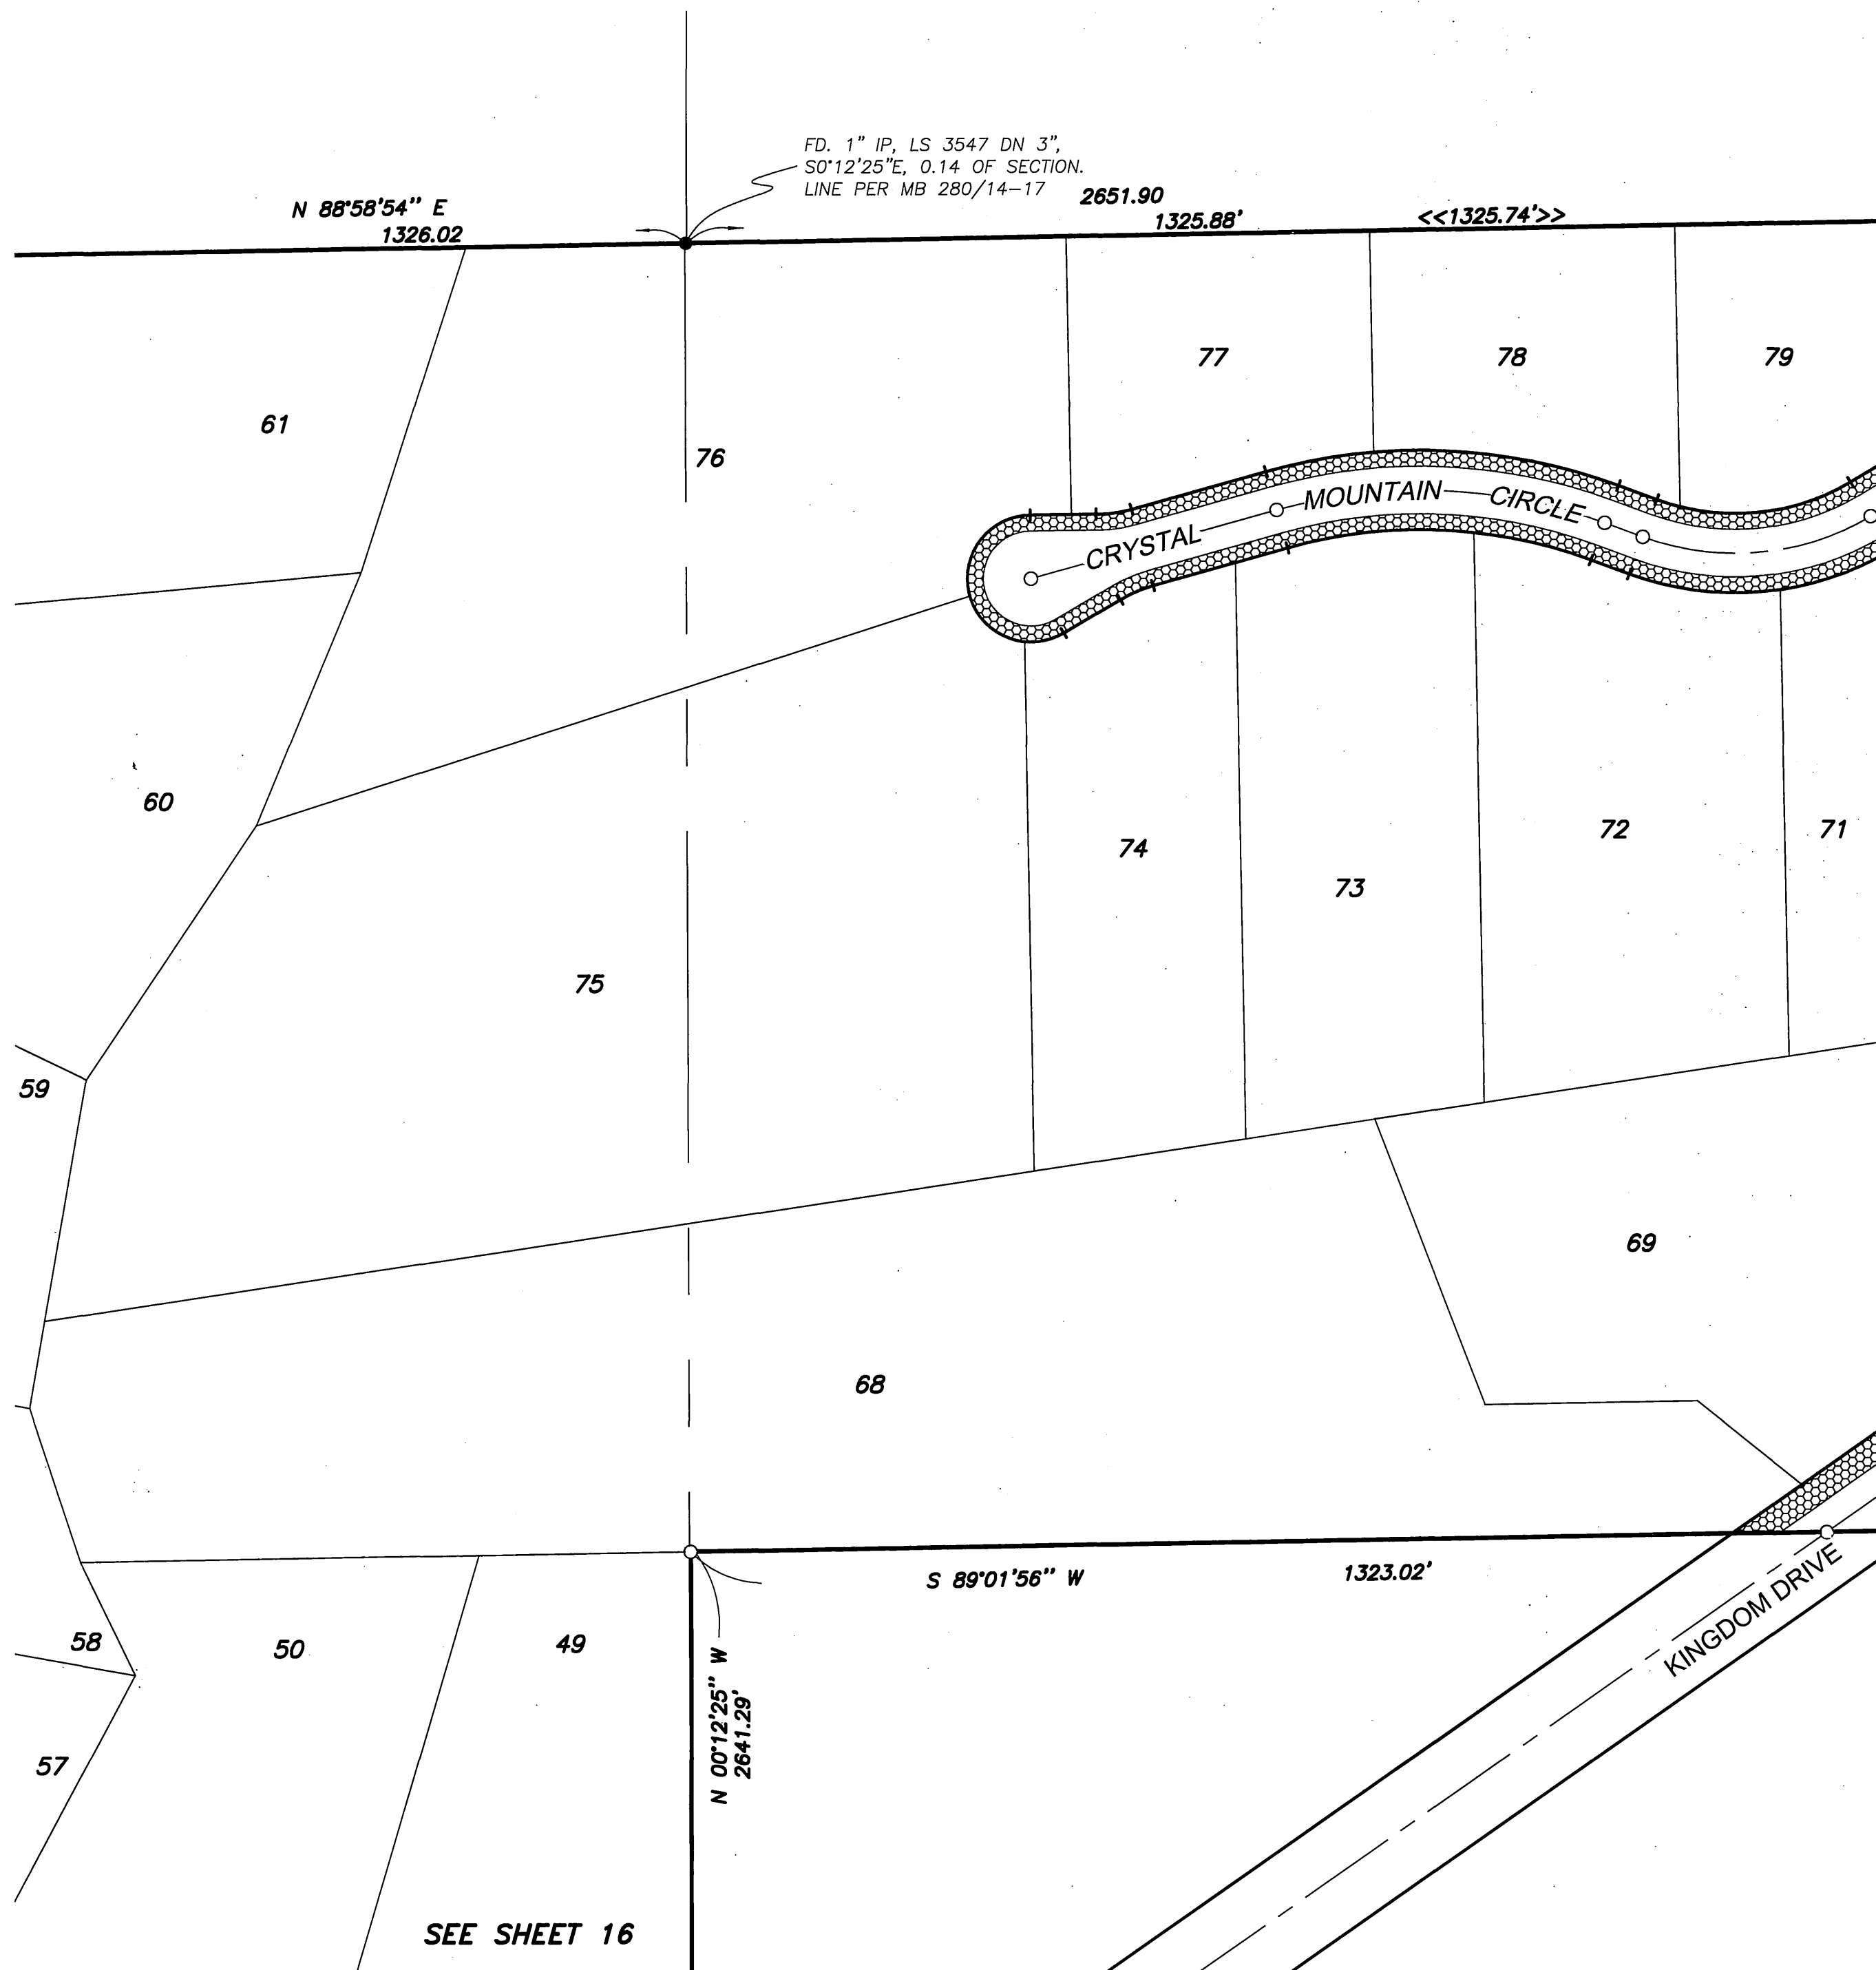 FD. 1" IP, LS 3547 DN 3",
S0°12'25"E, 0.14 OF SECTION.
LINE PER MB 280/14-17
N 88°58'54" E
1326.02
2651.90
1325.88'
<<1325.74'>>
61
76
77
78
79
CRYSTAL MOUNTAIN CIRCLE
60
74
73
72
71
75
59
69
68
S 89°01'56" W
1323.02'
KINGDOM DRIVE
58
50
49
N 00°12'25" W
2641.29'
57
SEE SHEET 16